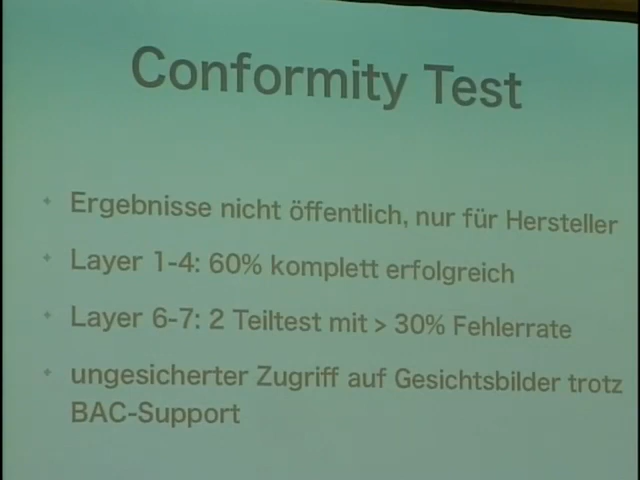 Conformity Test
Ergebnisse nicht öffentlich, nur für Hersteller
Layer 1-4: 60% komplett erfolgreich
Layer 6-7: 2 Teiltest mit > 30% Fehlerrate
ungesicherter Zugriff auf Gesichtsbilder trotz
BAC-Support